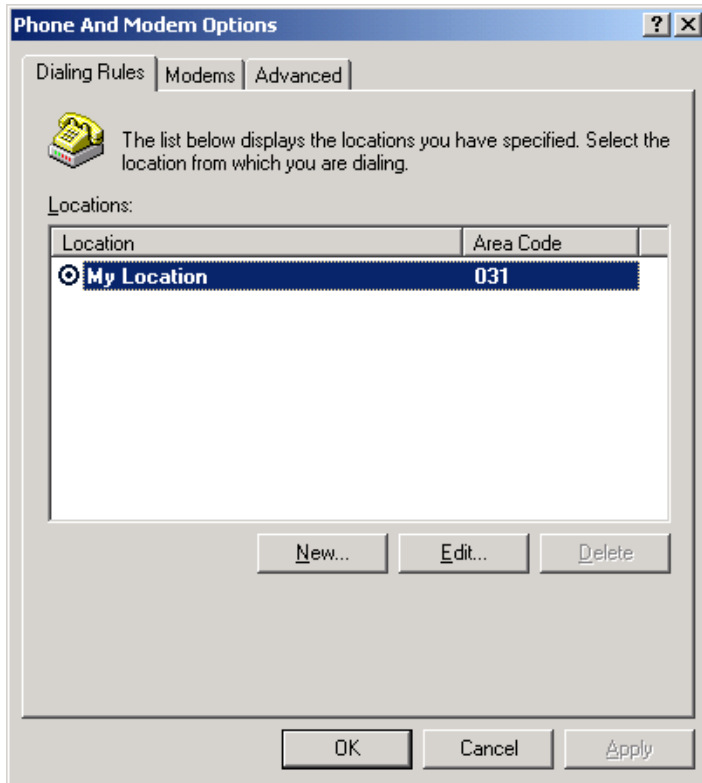 Phone And Modem Options
Dialing Rules Modems Advanced
The list below displays the locations you have specified. Select the
location from which you are dialing.
Locations:
Location Area Code
My Location 031
New... Edit... Delete
OK Cancel Apply